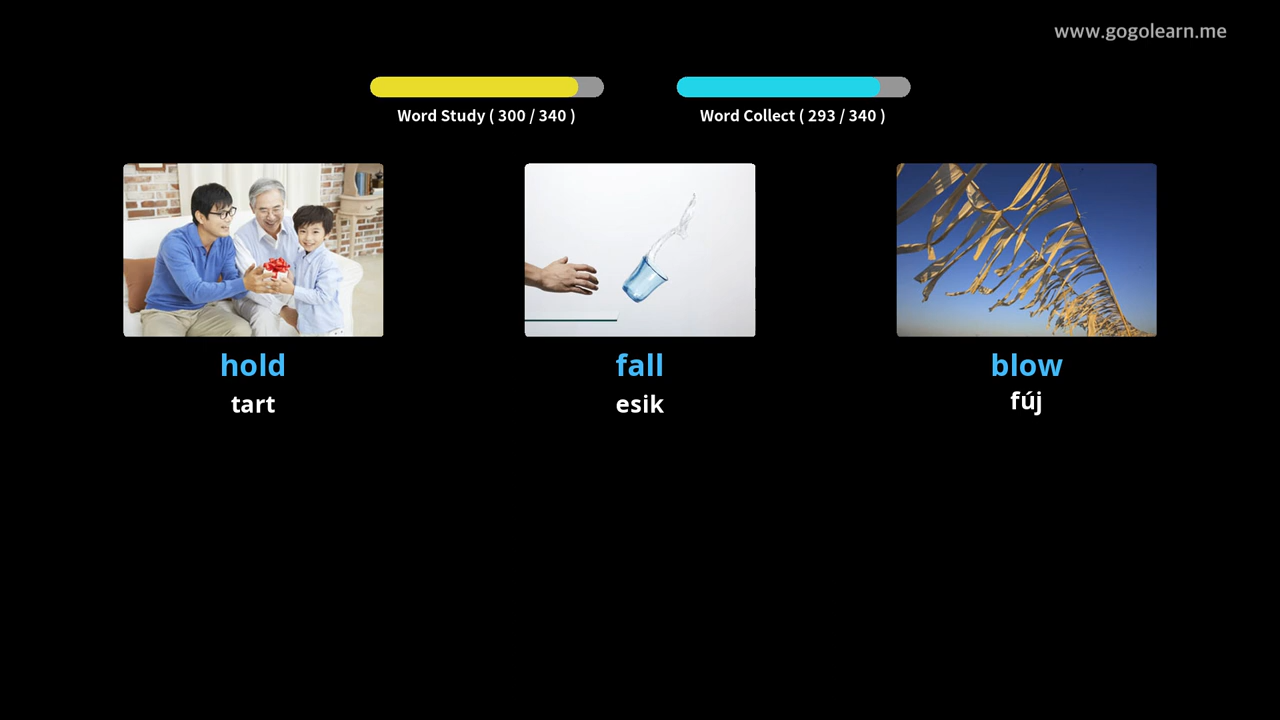 www.gogolearn.me
Word Study ( 300 / 340 )
Word Collect ( 293 / 340 )
hold
tart
fall
esik
blow
fúj